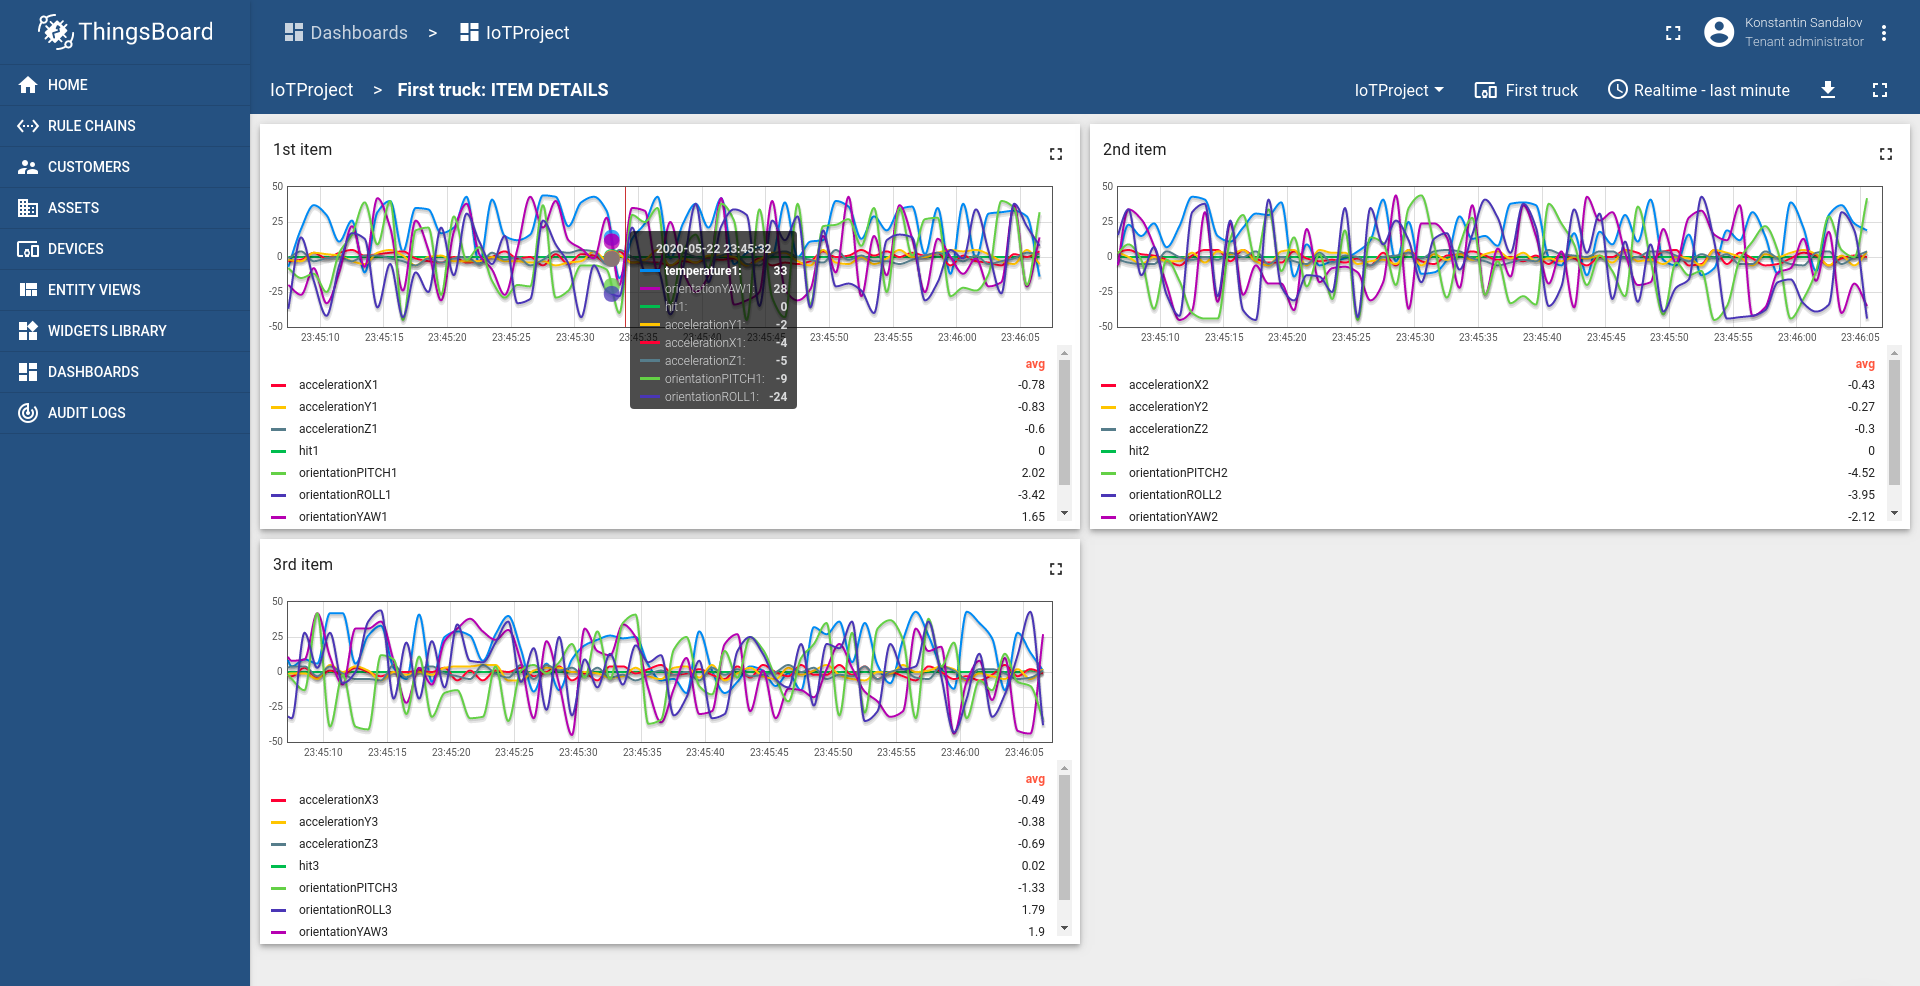 ThingsBoard
Dashboards > IoTProject
Konstantin Sandalov
Tenant administrator
HOME
RULE CHAINS
CUSTOMERS
ASSETS
DEVICES
ENTITY VIEWS
WIDGETS LIBRARY
DASHBOARDS
AUDIT LOGS
IoTProject > First truck: ITEM DETAILS
IoTProject First truck Realtime - last minute
1st item
50
25
0
-25
-50
23:45:10 23:45:15 23:45:20 23:45:25 23:45:30 23:45:35 23:45:50 23:45:55 23:46:00 23:46:05
2020-05-22 23:45:32
temperature1: 33
orientationYAW1: 28
hit1: 0
accelerationY1: -2
accelerationX1: -4
accelerationZ1: -5
orientationPITCH1: -9
orientationROLL1: -24
avg
accelerationX1 -0.78
accelerationY1 -0.83
accelerationZ1 -0.6
hit1 0
orientationPITCH1 2.02
orientationROLL1 -3.42
orientationYAW1 1.65
2nd item
50
25
0
-25
-50
23:45:10 23:45:15 23:45:20 23:45:25 23:45:30 23:45:35 23:45:40 23:45:45 23:45:50 23:45:55 23:46:00 23:46:05
avg
accelerationX2 -0.43
accelerationY2 -0.27
accelerationZ2 -0.3
hit2 0
orientationPITCH2 -4.52
orientationROLL2 -3.95
orientationYAW2 -2.12
3rd item
50
25
0
-25
-50
23:45:10 23:45:15 23:45:20 23:45:25 23:45:30 23:45:35 23:45:40 23:45:45 23:45:50 23:45:55 23:46:00 23:46:05
avg
accelerationX3 -0.49
accelerationY3 -0.38
accelerationZ3 -0.69
hit3 0.02
orientationPITCH3 -1.33
orientationROLL3 1.79
orientationYAW3 1.9